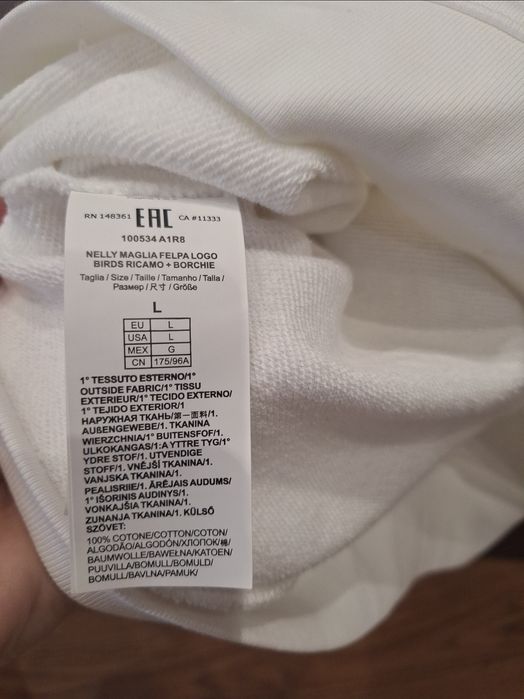 RN 148361 EAC CA #11333
100534 A1R8
NELLY MAGLIA FELPA LOGO
BIRDS RICAMO + BORCHIE
Taglia / Size / Taille / Tamanho / Talla /
Размер / 尺寸 / Größe
L
EU L
USA L
MEX G
CN 175/96A
1° TESSUTO ESTERNO/1°
OUTSIDE FABRIC/1° TISSU
EXTERIEUR/1° TECIDO EXTERNO/
1° TEJIDO EXTERIOR/1
НАРУЖНАЯ ТКАНЬ/第一面料/1.
AUßENGEWEBE/1. TKANINA
WIERZCHNIA/1° BUITENSTOF/1.
ULKOKANGAS/1:A YTTRE TYG/1°
YDRE STOF/1. UTVENDIGE
STOFF/1. VNĚJŠÍ TKANINA/1.
VANJSKA TKANINA/1.
PEALISRIIE/1. ĀRĒJAIS AUDUMS/
1° IŠORINIS AUDINYS/1.
VONKAJŠIA TKANINA/1.
ZUNANJA TKANINA/1. KÜLSŐ
SZÖVET:
100% COTONE/COTTON/COTON/
ALGODÃO/ALGODÓN/ХЛОПОК/棉/
BAUMWOLLE/BAWEŁNA/KATOEN/
PUUVILLA/BOMULL/BOMULD/
BOMULL/BAVLNA/PAMUK/